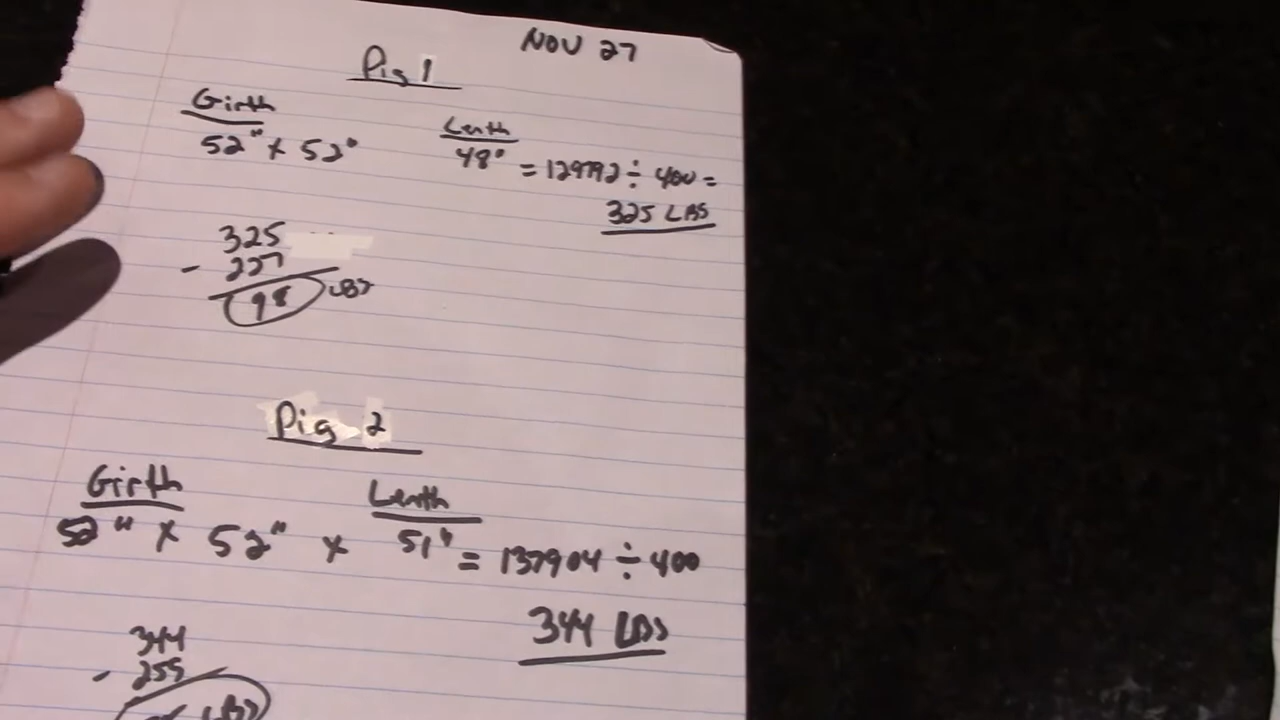 NOV 27
Pig 1
Girth
52" x 52"
Lenth
48" = 129792 ÷ 400 =
325 LBS
325
- 227
98 LBS
Pig 2
Girth Lenth
52" x 52" x 51" = 137904 ÷ 400
344 LBS
344
- 255
LBS